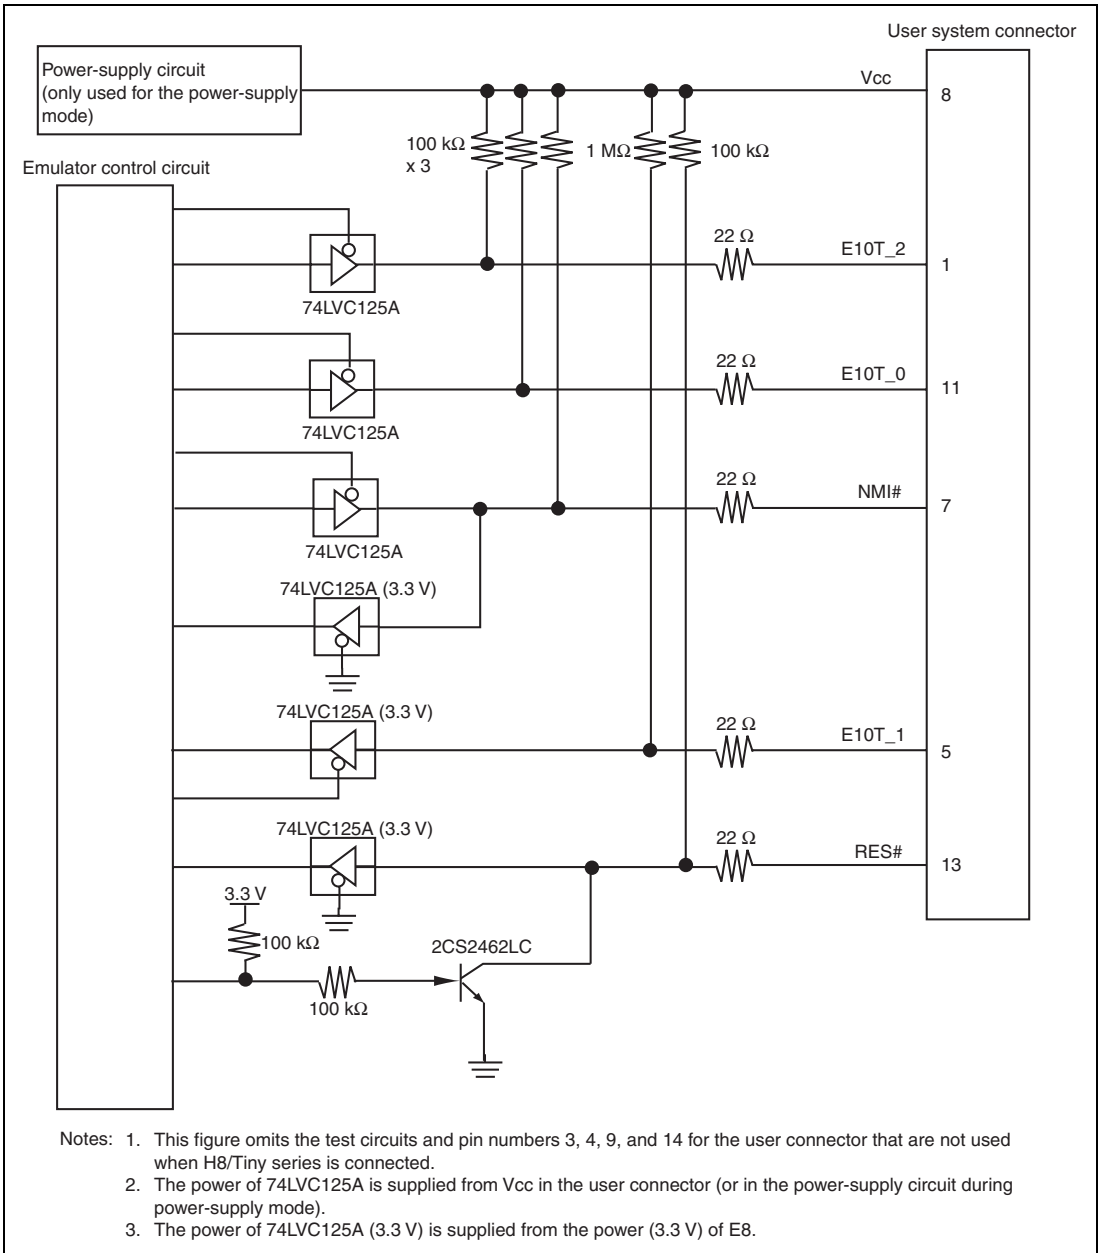 User system connector
Power-supply circuit
(only used for the power-supply
mode)
Vcc
8
100 kΩ
x 3
1 MΩ
100 kΩ
Emulator control circuit
22 Ω
E10T_2
1
74LVC125A
22 Ω
E10T_0
11
74LVC125A
22 Ω
NMI#
7
74LVC125A
74LVC125A (3.3 V)
74LVC125A (3.3 V)
22 Ω
E10T_1
5
74LVC125A (3.3 V)
22 Ω
RES#
13
3.3 V
100 kΩ
2CS2462LC
100 kΩ
Notes: 1. This figure omits the test circuits and pin numbers 3, 4, 9, and 14 for the user connector that are not used
when H8/Tiny series is connected.
2. The power of 74LVC125A is supplied from Vcc in the user connector (or in the power-supply circuit during
power-supply mode).
3. The power of 74LVC125A (3.3 V) is supplied from the power (3.3 V) of E8.